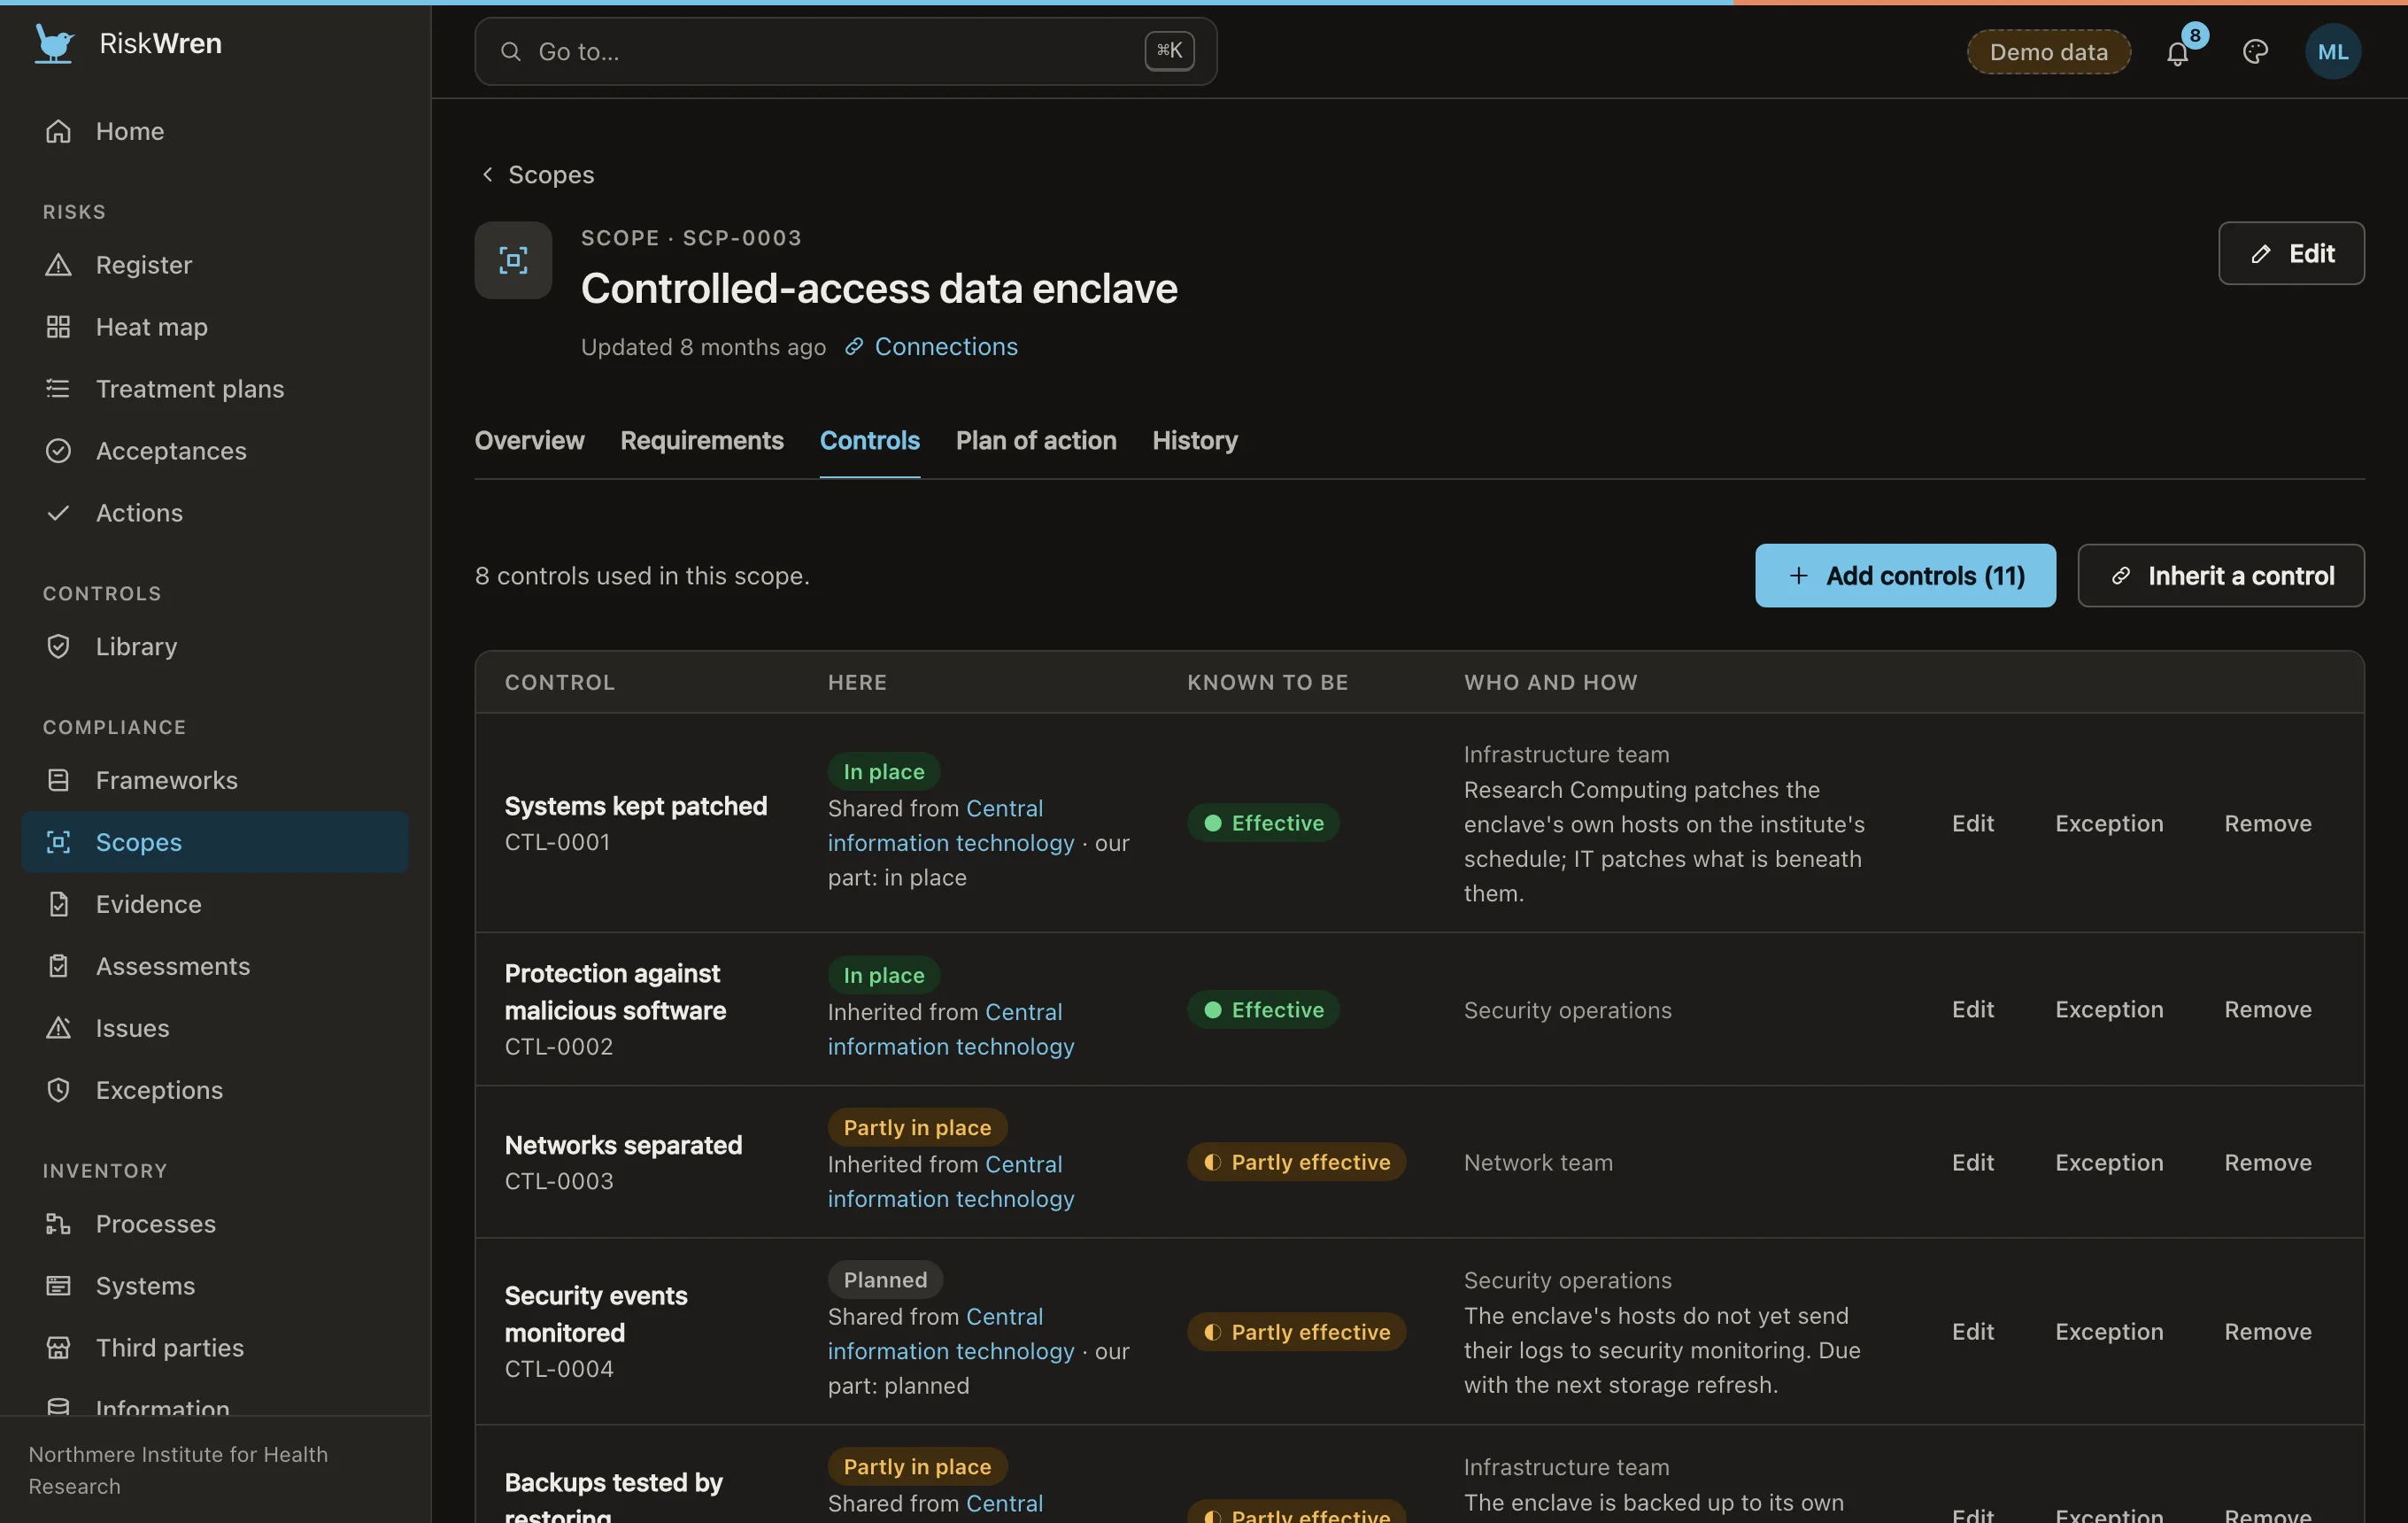 RiskWren
Go to...
⌘K
Demo data
8
ML
Home
RISKS
Register
Heat map
Treatment plans
Acceptances
Actions
CONTROLS
Library
COMPLIANCE
Frameworks
Scopes
Evidence
Assessments
Issues
Exceptions
INVENTORY
Processes
Systems
Third parties
Information
Northmere Institute for Health
Research
Scopes
SCOPE · SCP-0003
Controlled-access data enclave
Updated 8 months ago
Connections
Edit
Overview
Requirements
Controls
Plan of action
History
8 controls used in this scope.
Add controls (11)
Inherit a control
CONTROL
HERE
KNOWN TO BE
WHO AND HOW
Systems kept patched
CTL-0001
In place
Shared from Central
information technology · our
part: in place
Effective
Infrastructure team
Research Computing patches the
enclave's own hosts on the institute's
schedule; IT patches what is beneath
them.
Edit
Exception
Remove
Protection against
malicious software
CTL-0002
In place
Inherited from Central
information technology
Effective
Security operations
Edit
Exception
Remove
Networks separated
CTL-0003
Partly in place
Inherited from Central
information technology
Partly effective
Network team
Edit
Exception
Remove
Security events
monitored
CTL-0004
Planned
Shared from Central
information technology · our
part: planned
Partly effective
Security operations
The enclave's hosts do not yet send
their logs to security monitoring. Due
with the next storage refresh.
Edit
Exception
Remove
Backups tested by
restoring
Partly in place
Shared from Central
Partly effective
Infrastructure team
The enclave is backed up to its own
Edit
Exception
Remove